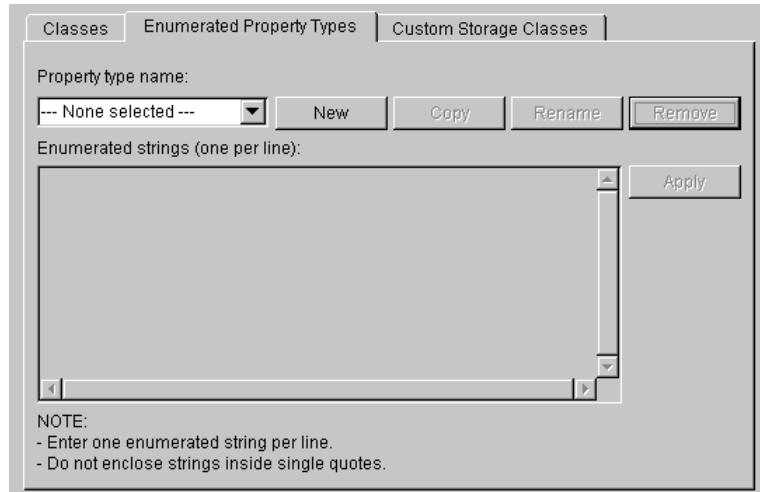 Classes Enumerated Property Types Custom Storage Classes
Property type name:
--- None selected --- New Copy Rename Remove
Enumerated strings (one per line):
Apply
NOTE:
- Enter one enumerated string per line.
- Do not enclose strings inside single quotes.